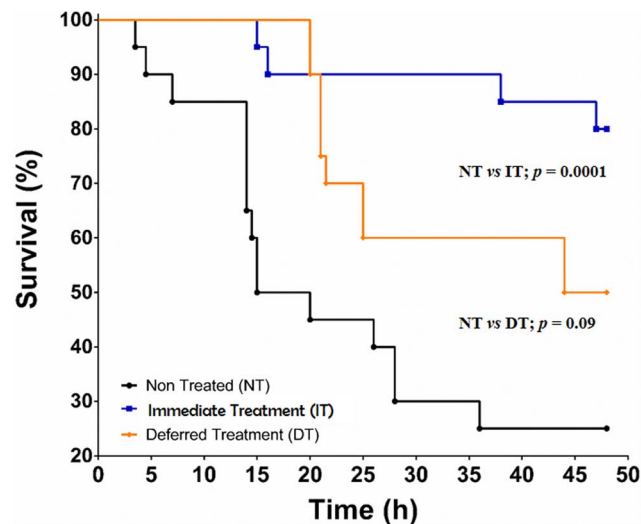 100
90
80
70
60
50
40
30
20
Survival (%)
NT vs IT; p = 0.0001
NT vs DT; p = 0.09
Non Treated (NT)
Immediate Treatment (IT)
Deferred Treatment (DT)
0 5 10 15 20 25 30 35 40 45 50
Time (h)